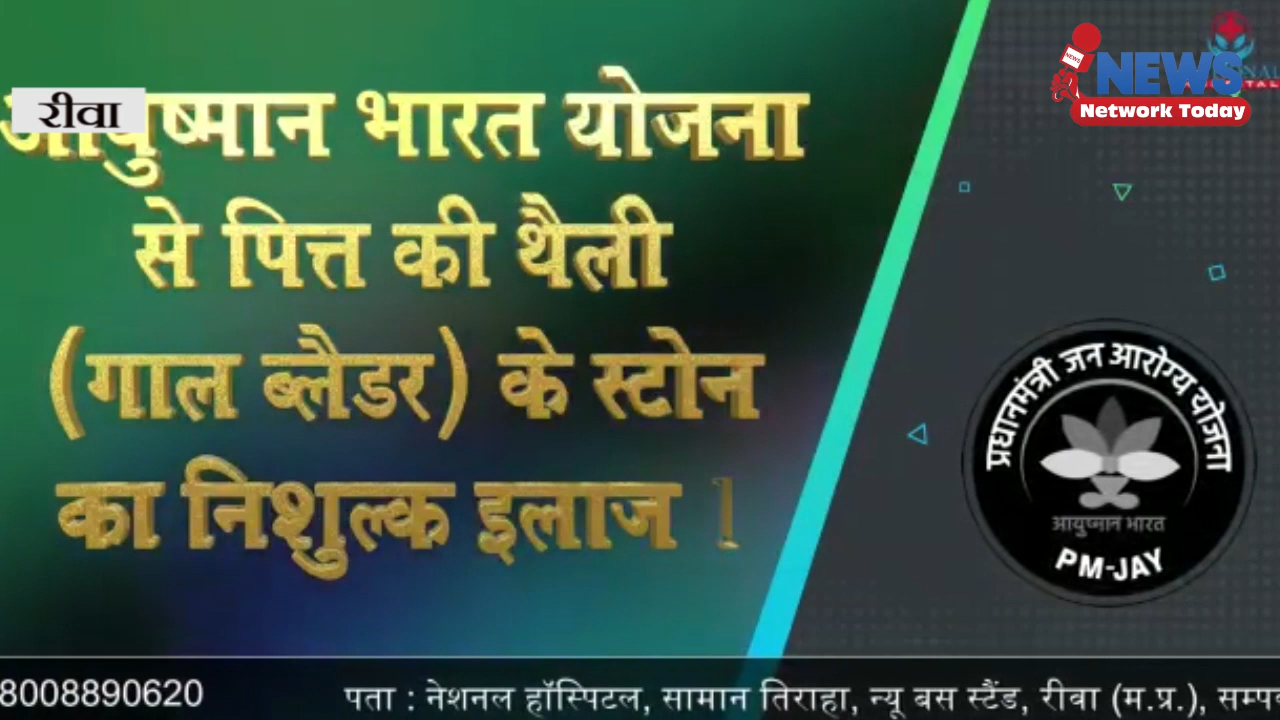 रीवा
NEWS
NEWS
Network Today
आयुष्मान भारत योजना
से पित्त की थैली
(गाल ब्लैडर) के स्टोन
का निशुल्क इलाज
प्रधानमंत्री जन आरोग्य योजना
आयुष्मान भारत
PM-JAY
8008890620 पता : नेशनल हॉस्पिटल, सामान तिराहा, न्यू बस स्टैंड, रीवा (म.प्र.),